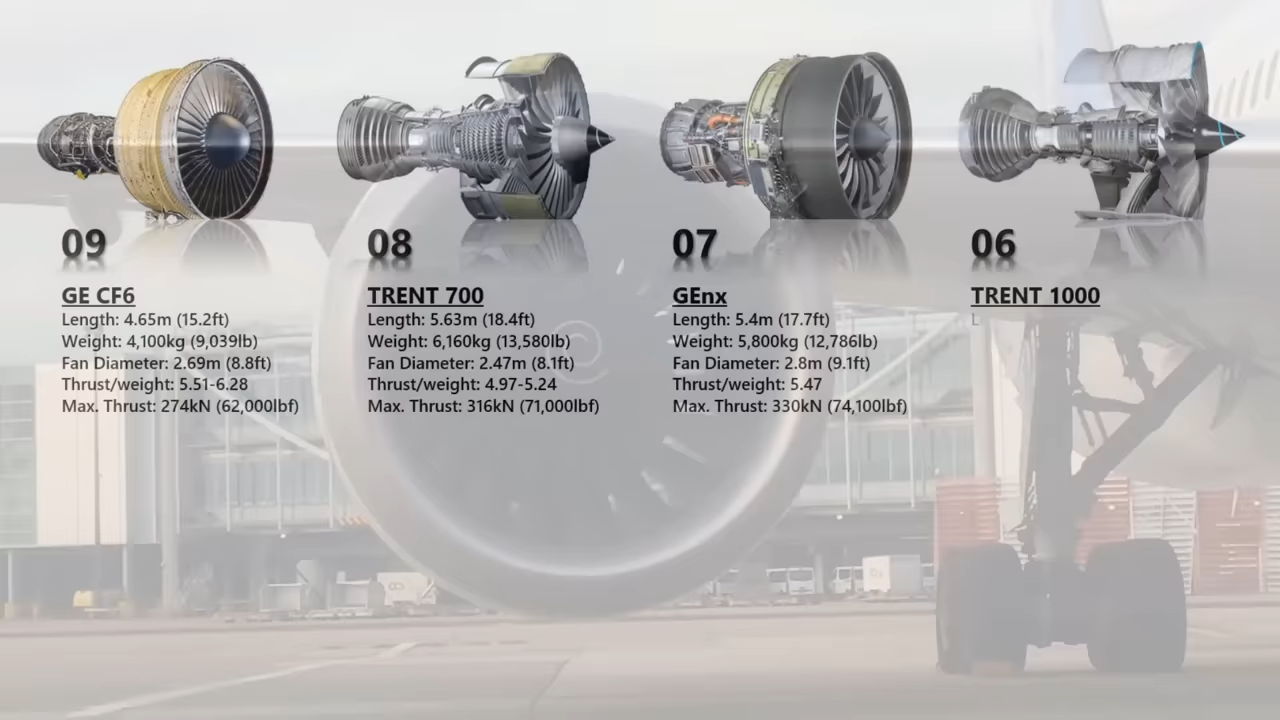 09
GE CF6
Length: 4.65m (15.2ft)
Weight: 4,100kg (9,039lb)
Fan Diameter: 2.69m (8.8ft)
Thrust/weight: 5.51-6.28
Max. Thrust: 274kN (62,000lbf)
08
TRENT 700
Length: 5.63m (18.4ft)
Weight: 6,160kg (13,580lb)
Fan Diameter: 2.47m (8.1ft)
Thrust/weight: 4.97-5.24
Max. Thrust: 316kN (71,000lbf)
07
GEnx
Length: 5.4m (17.7ft)
Weight: 5,800kg (12,786lb)
Fan Diameter: 2.8m (9.1ft)
Thrust/weight: 5.47
Max. Thrust: 330kN (74,100lbf)
06
TRENT 1000
L